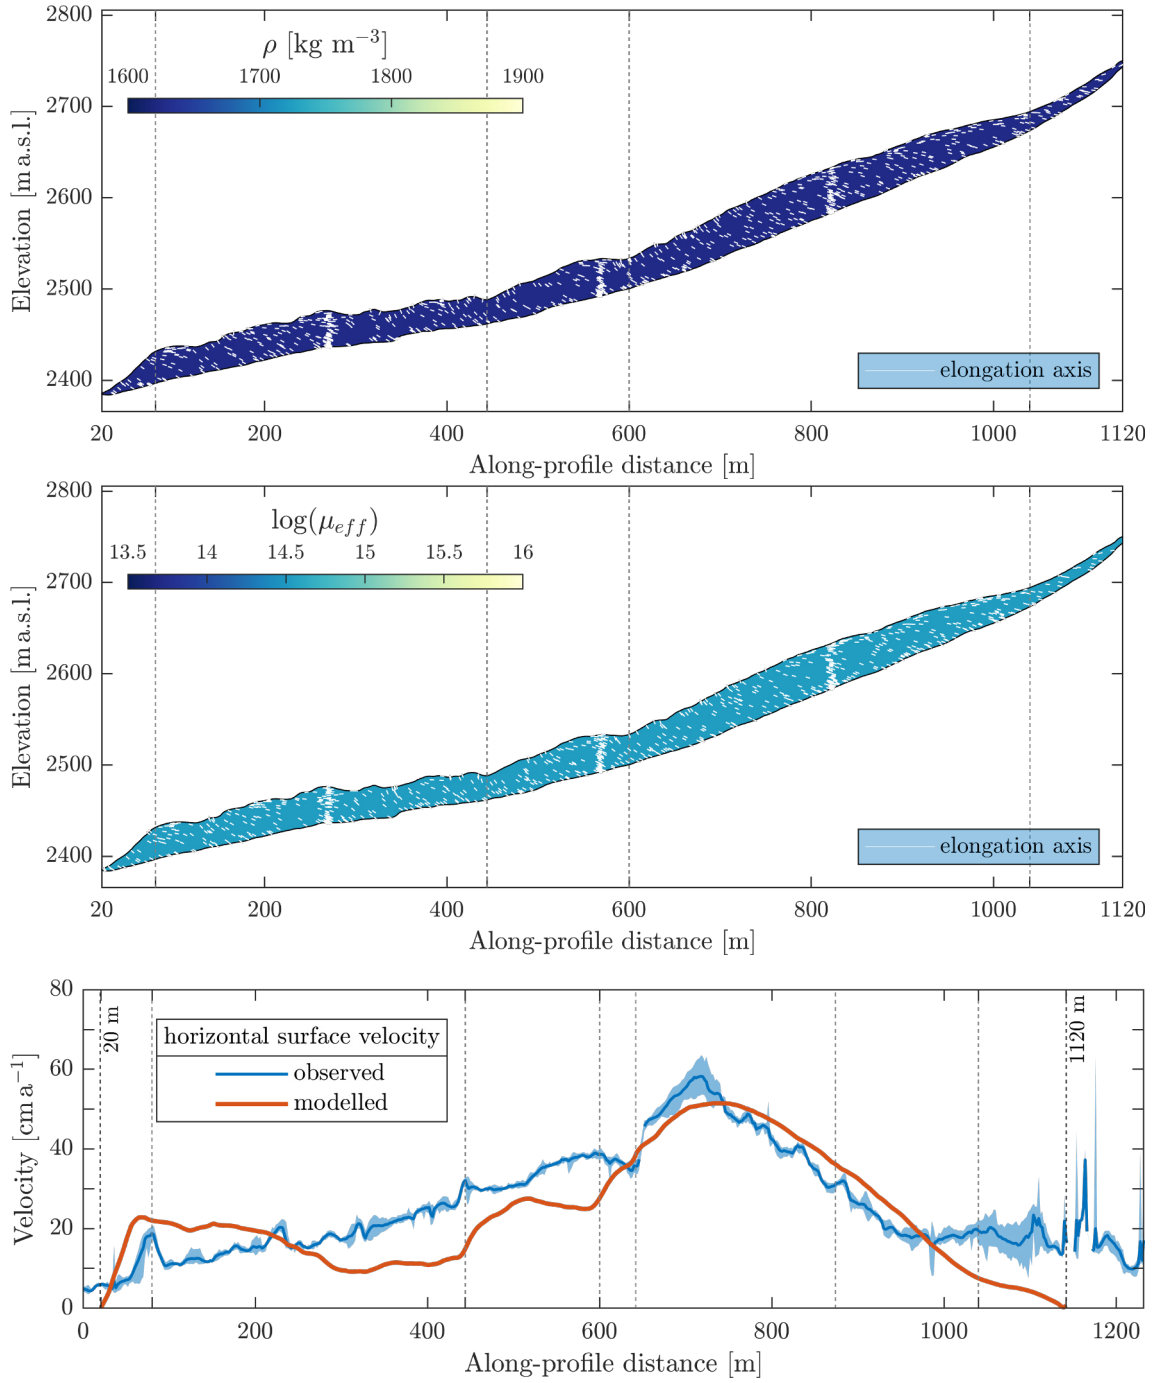 2800
ρ [kg m⁻³]
1600 1700 1800 1900
2700
2600
2500
2400
Elevation [m a.s.l.]
elongation axis
20 200 400 600 800 1000 1120
Along-profile distance [m]
2800
log(μ_eff)
13.5 14 14.5 15 15.5 16
2700
2600
2500
2400
Elevation [m a.s.l.]
elongation axis
20 200 400 600 800 1000 1120
Along-profile distance [m]
80
60
40
20
0
Velocity [cm a⁻¹]
20 m
horizontal surface velocity
observed
modelled
1120 m
0 200 400 600 800 1000 1200
Along-profile distance [m]